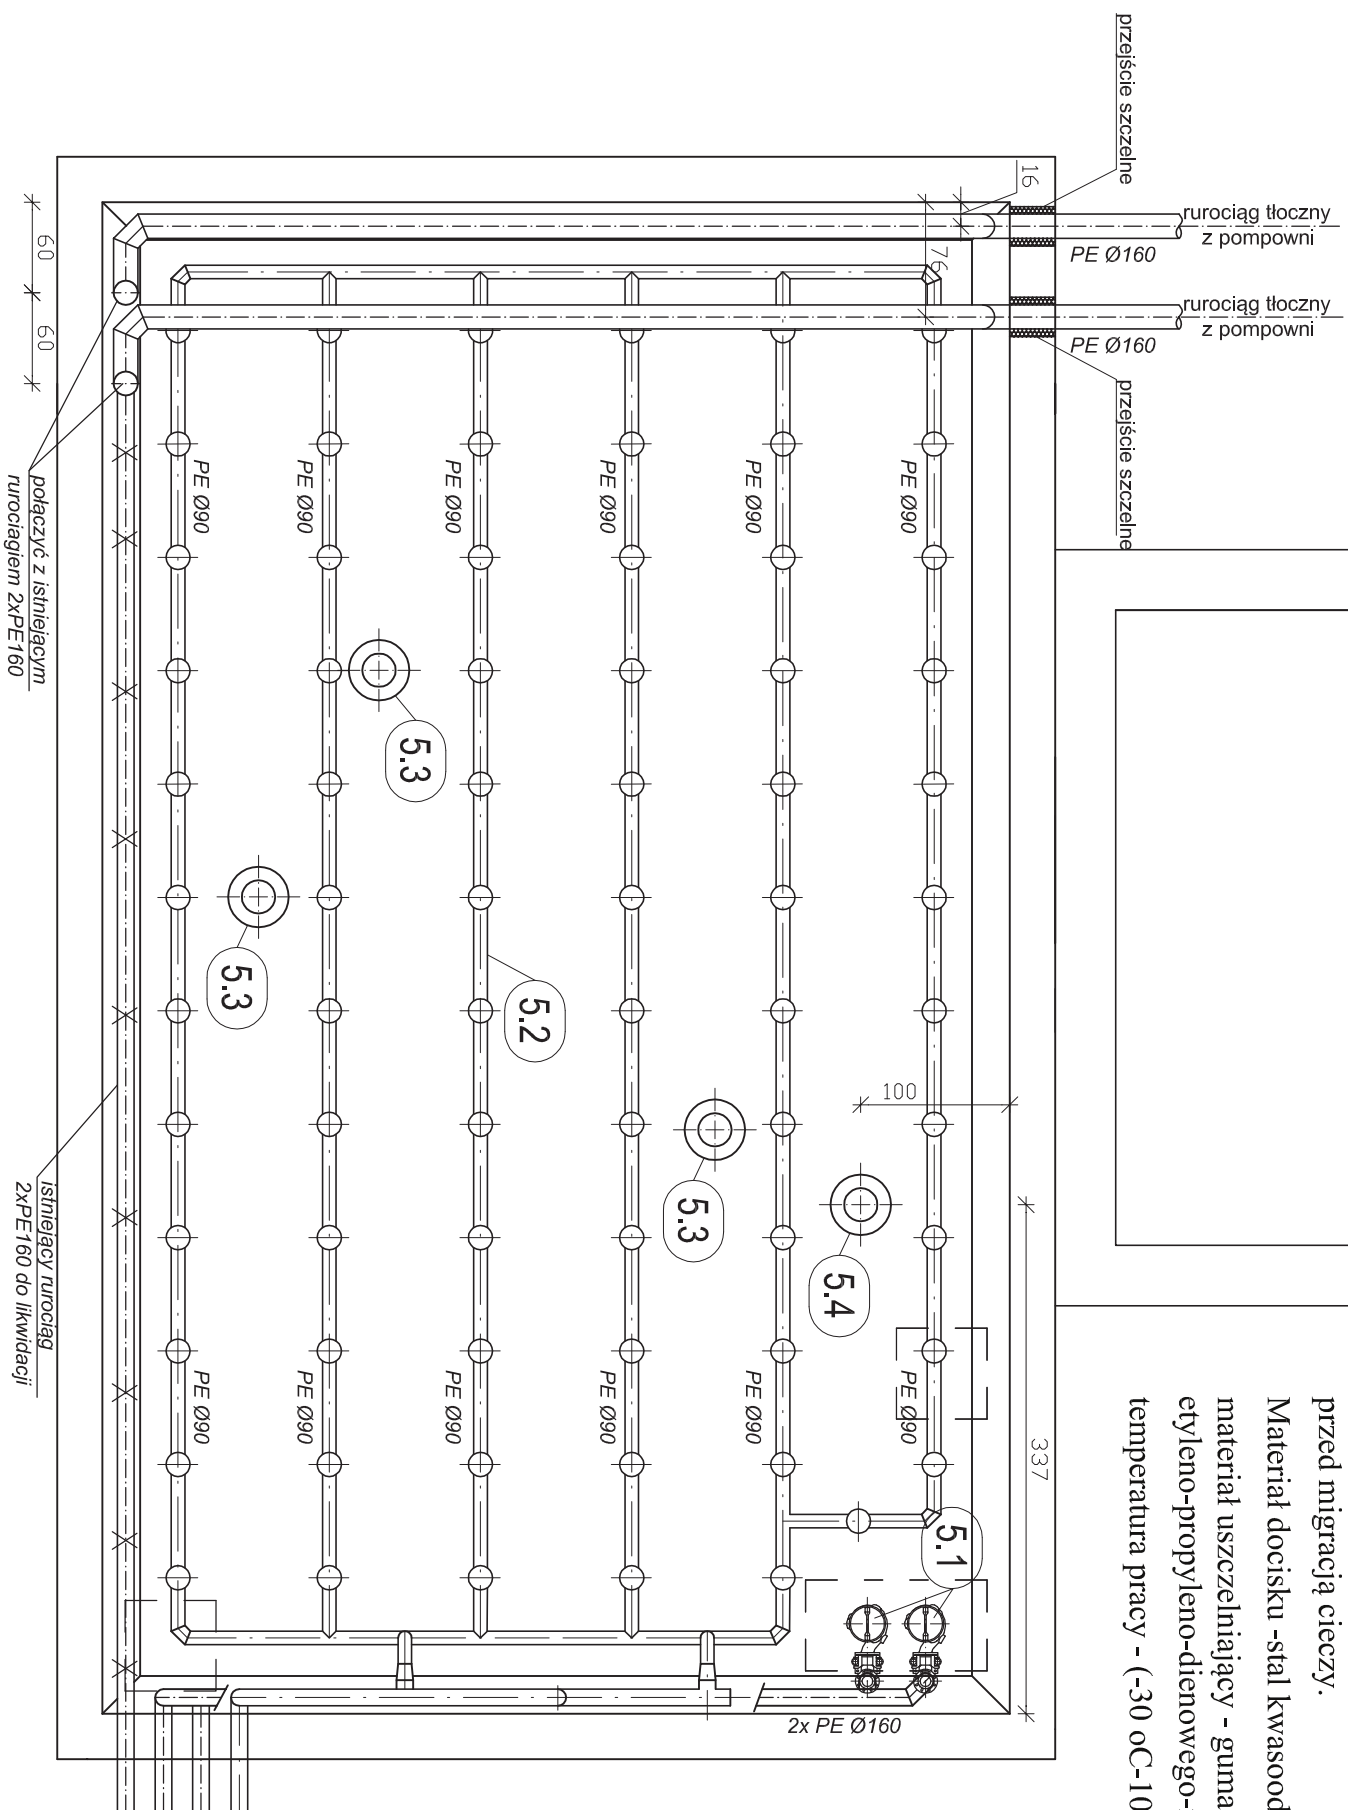 przejście szczelne
16
rurociąg tłoczny
z pompowni
PE Ø160
76
rurociąg tłoczny
z pompowni
PE Ø160
przejście szczelne
60
60
połączyć z istniejącym
rurociagiem 2xPE160
PE Ø90
PE Ø90
PE Ø90
PE Ø90
PE Ø90
PE Ø90
5.3
5.3
5.2
100
5.3
5.4
istniejący rurociąg
2xPE160 do likwidacji
PE Ø90
PE Ø90
PE Ø90
PE Ø90
PE Ø90
PE Ø90
337
5.1
2x PE Ø160
przed migracją cieczy.
Materiał docisku -stal kwasood
materiał uszczelniający - guma
etyleno-propyleno-dienowego-
temperatura pracy - (-30 oC-10